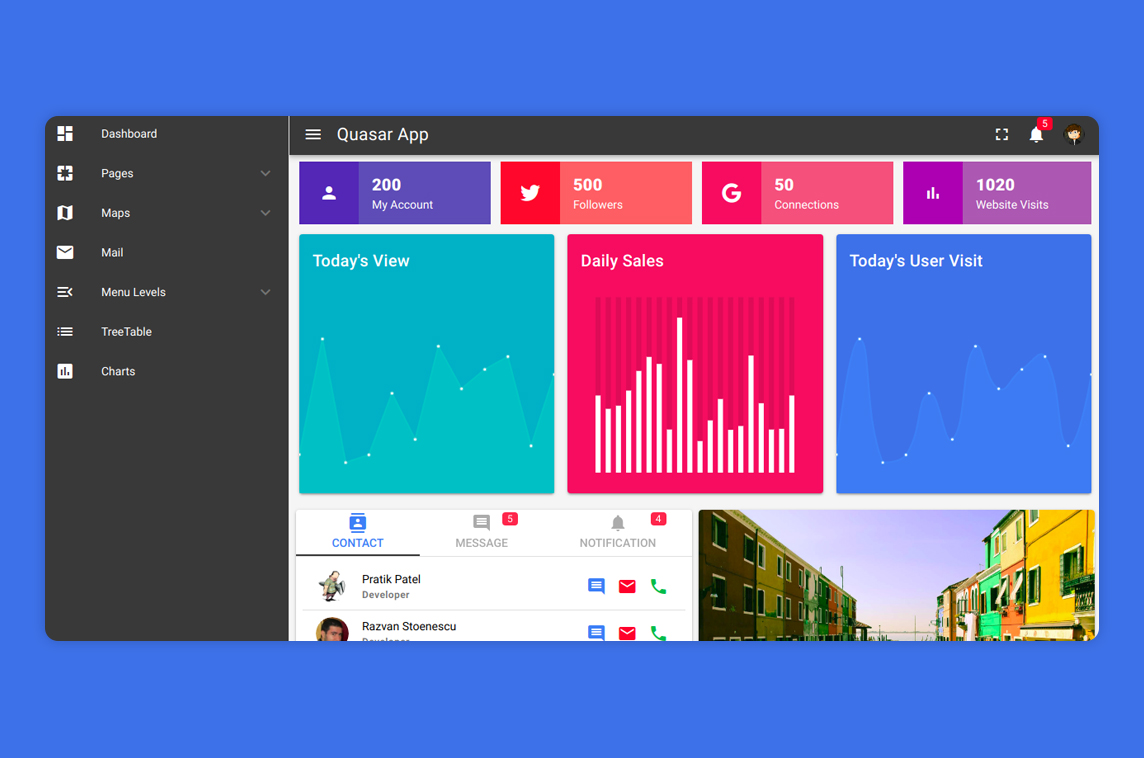 Dashboard
Pages
Maps
Mail
Menu Levels
TreeTable
Charts
Quasar App
5
200
My Account
500
Followers
50
Connections
1020
Website Visits
Today's View
Daily Sales
Today's User Visit
CONTACT
MESSAGE
5
NOTIFICATION
4
Pratik Patel
Developer
Razvan Stoenescu
Developer